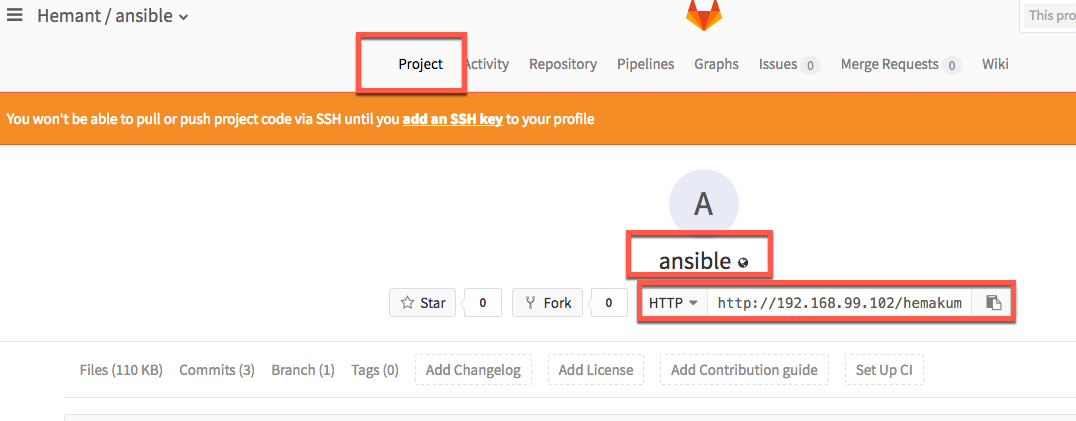 Hemant / ansible
This pro
Project Activity Repository Pipelines Graphs Issues 0 Merge Requests 0 Wiki
You won't be able to pull or push project code via SSH until you add an SSH key to your profile
A
ansible
Star 0 Fork 0 HTTP http://192.168.99.102/hemakum
Files (110 KB) Commits (3) Branch (1) Tags (0) Add Changelog Add License Add Contribution guide Set Up CI